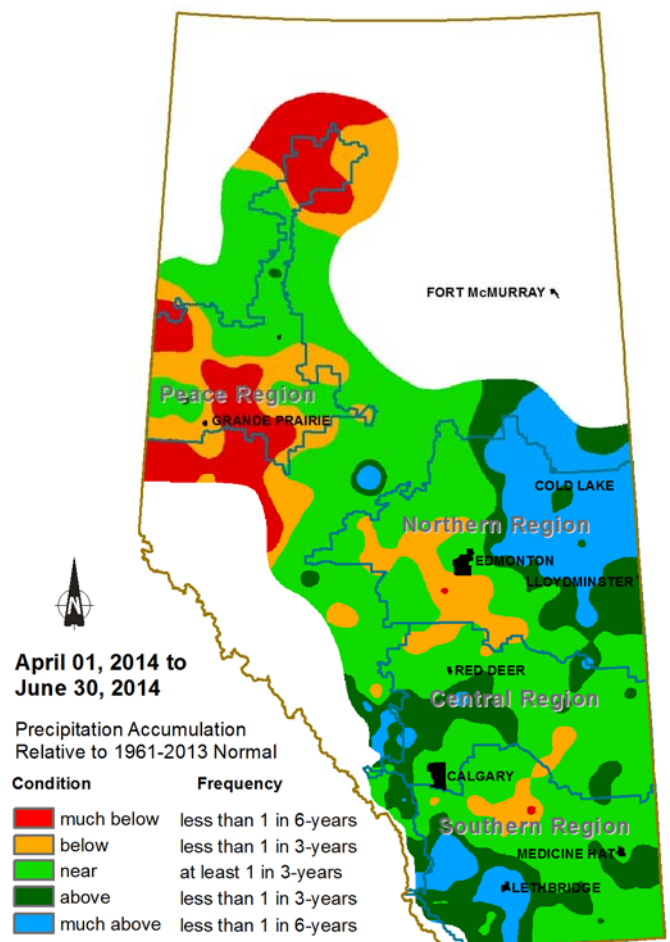 FORT McMURRAY
Peace Region
GRANDE PRAIRIE
COLD LAKE
Northern Region
EDMONTON
LLOYDMINSTER
N
April 01, 2014 to
June 30, 2014
RED DEER
Central Region
Precipitation Accumulation
Relative to 1961-2013 Normal
CALGARY
Condition Frequency
much below less than 1 in 6-years
below less than 1 in 3-years
near at least 1 in 3-years
above less than 1 in 3-years
much above less than 1 in 6-years
Southern Region
MEDICINE HAT
LETHBRIDGE